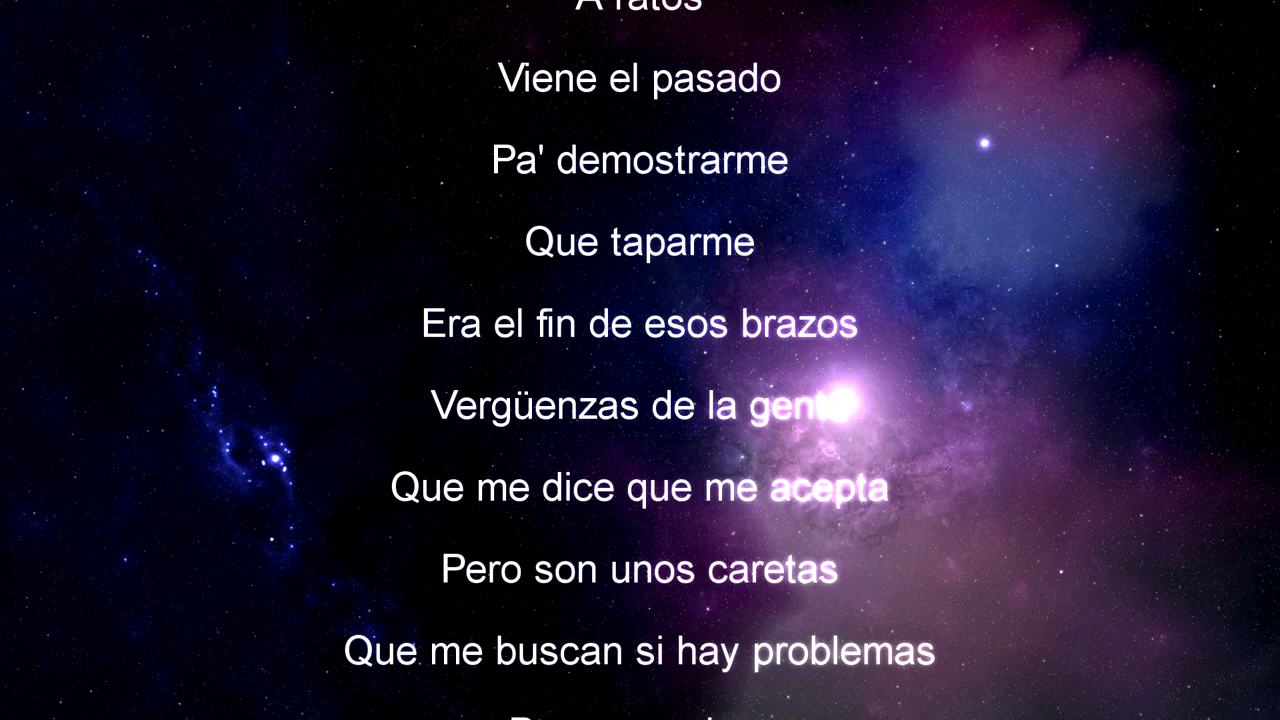 A ratos
Viene el pasado
Pa' demostrarme
Que taparme
Era el fin de esos brazos
Vergüenzas de la gente
Que me dice que me acepta
Pero son unos caretas
Que me buscan si hay problemas